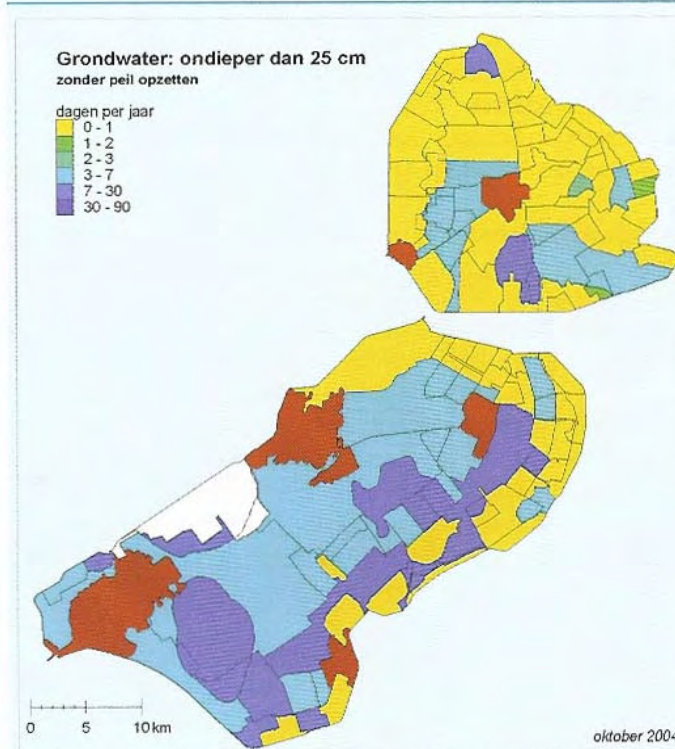 Grondwater: ondieper dan 25 cm
zonder peil opzetten
dagen per jaar
0 - 1
1 - 2
2 - 3
3 - 7
7 - 30
30 - 90
0 5 10 km
oktober 2004